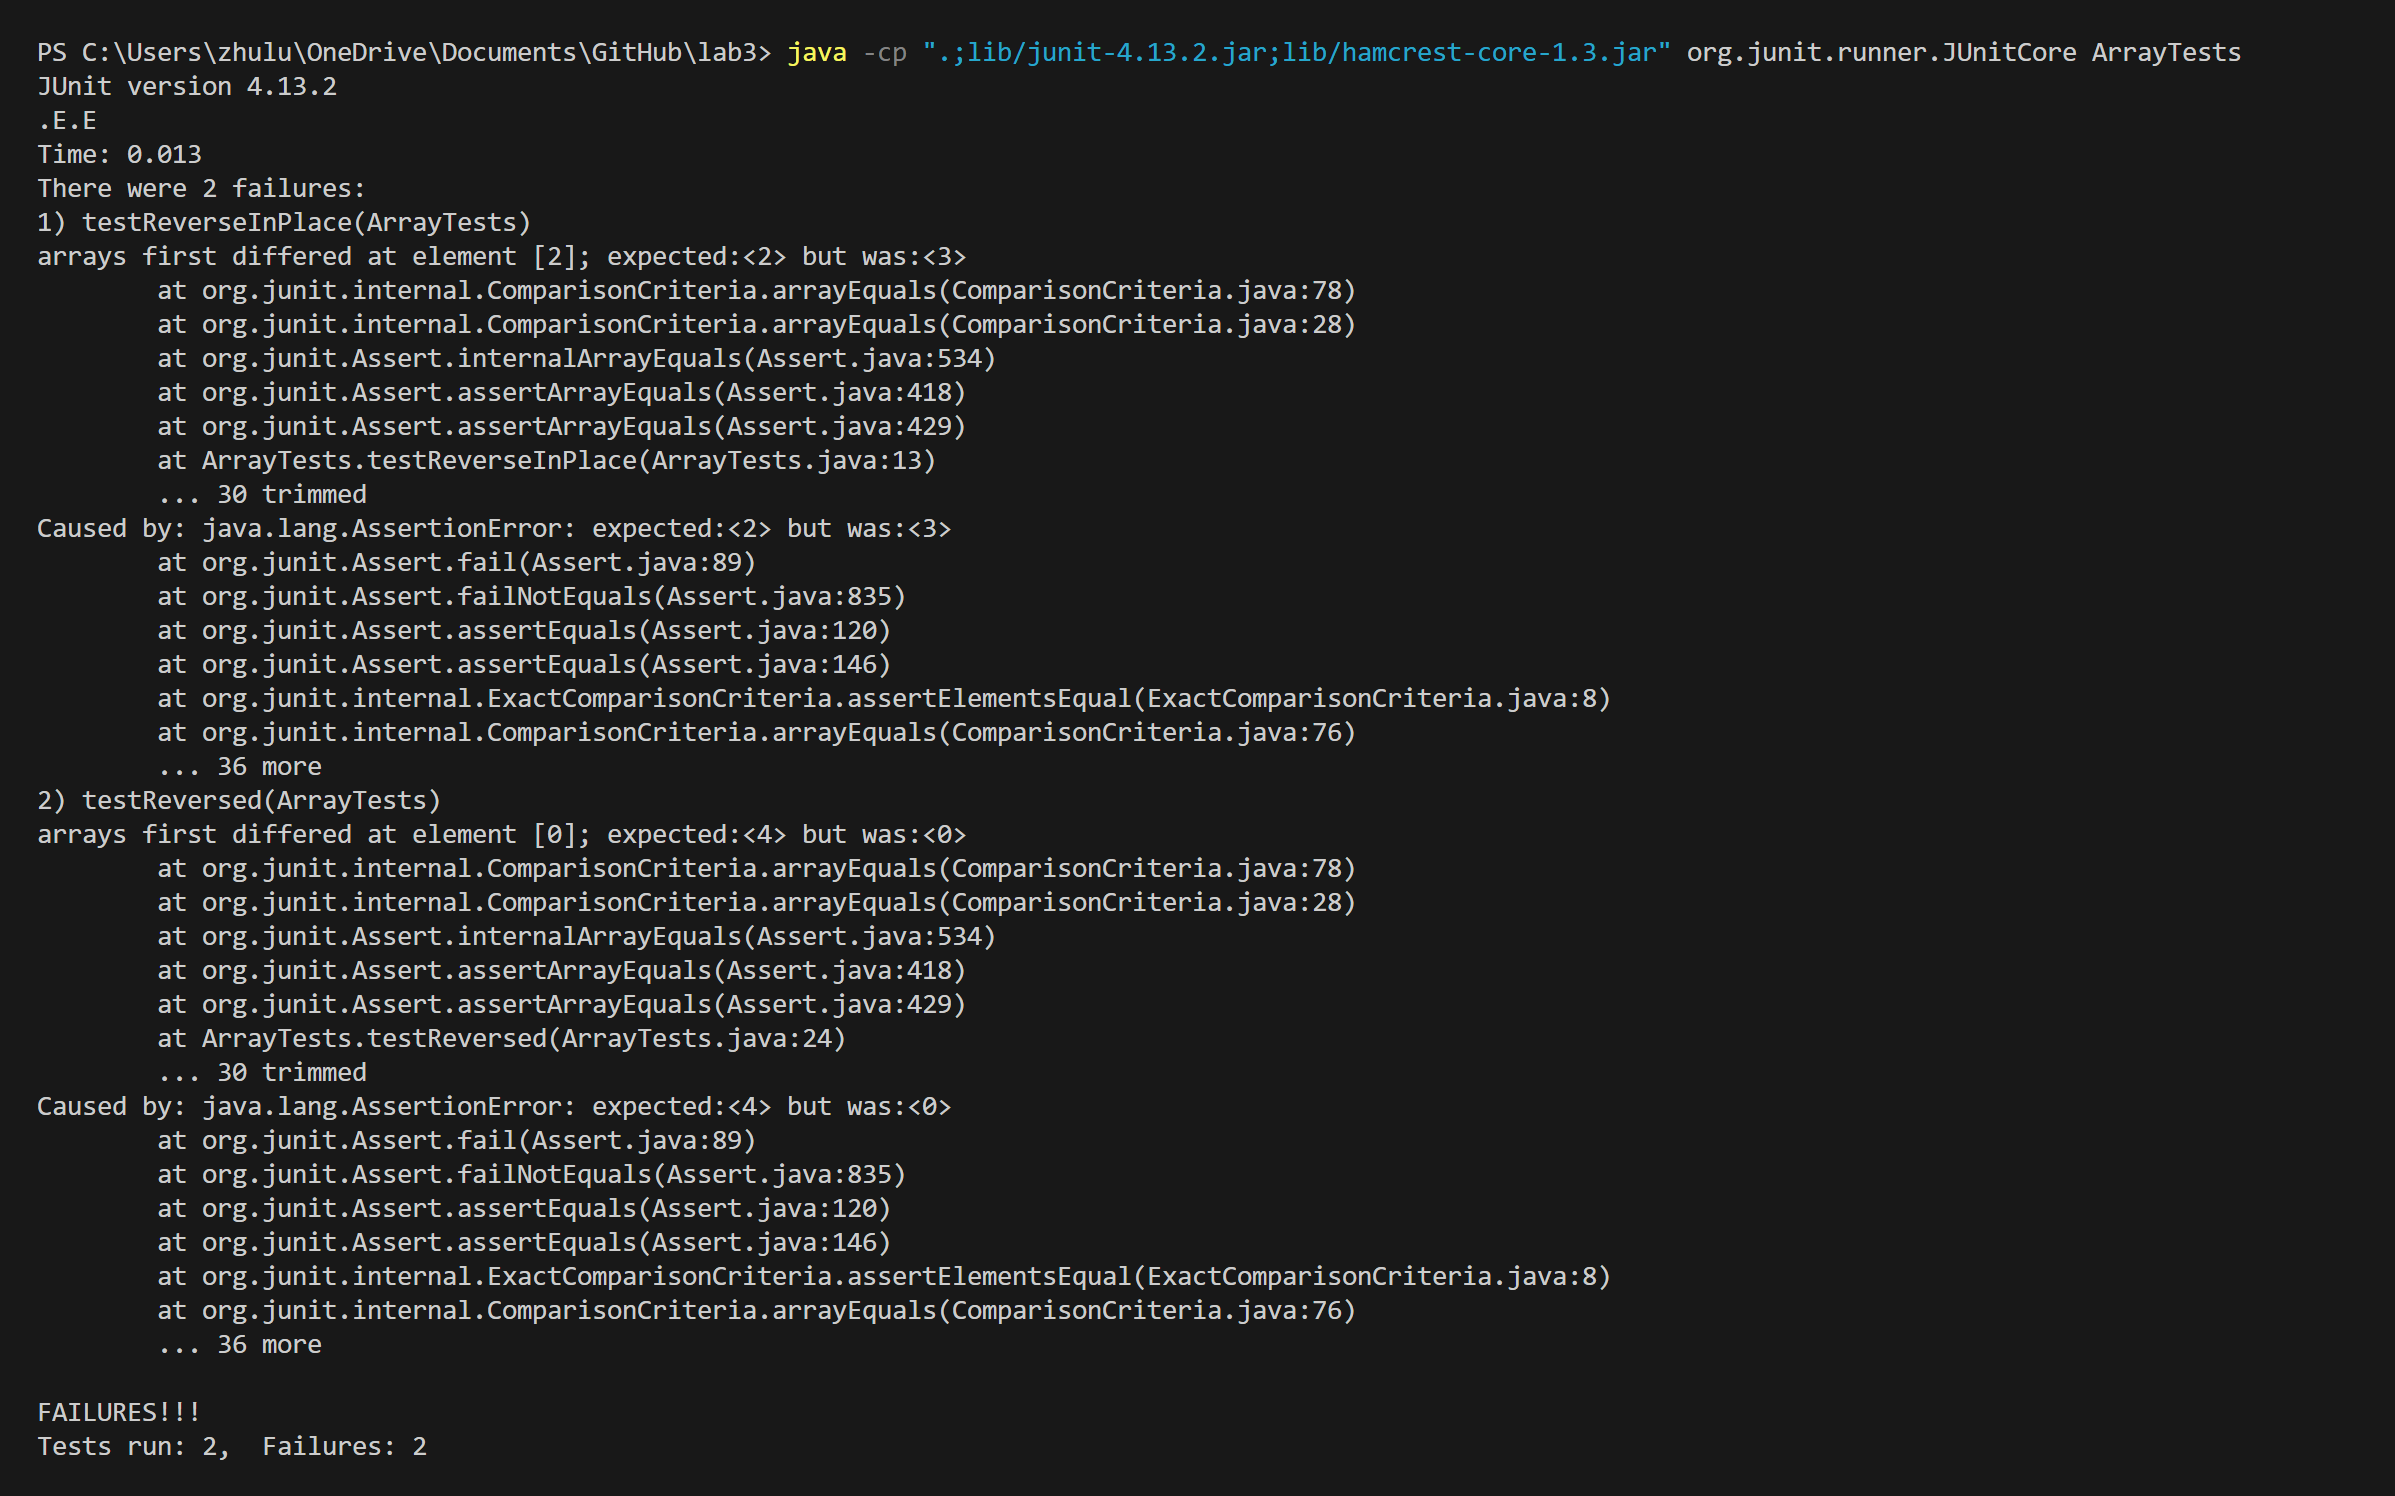 PS C:\Users\zhulu\OneDrive\Documents\GitHub\lab3> java -cp ".;lib/junit-4.13.2.jar;lib/hamcrest-core-1.3.jar" org.junit.runner.JUnitCore ArrayTests
JUnit version 4.13.2
.E.E
Time: 0.013
There were 2 failures:
1) testReverseInPlace(ArrayTests)
arrays first differed at element [2]; expected:<2> but was:<3>
        at org.junit.internal.ComparisonCriteria.arrayEquals(ComparisonCriteria.java:78)
        at org.junit.internal.ComparisonCriteria.arrayEquals(ComparisonCriteria.java:28)
        at org.junit.Assert.internalArrayEquals(Assert.java:534)
        at org.junit.Assert.assertArrayEquals(Assert.java:418)
        at org.junit.Assert.assertArrayEquals(Assert.java:429)
        at ArrayTests.testReverseInPlace(ArrayTests.java:13)
        ... 30 trimmed
Caused by: java.lang.AssertionError: expected:<2> but was:<3>
        at org.junit.Assert.fail(Assert.java:89)
        at org.junit.Assert.failNotEquals(Assert.java:835)
        at org.junit.Assert.assertEquals(Assert.java:120)
        at org.junit.Assert.assertEquals(Assert.java:146)
        at org.junit.internal.ExactComparisonCriteria.assertElementsEqual(ExactComparisonCriteria.java:8)
        at org.junit.internal.ComparisonCriteria.arrayEquals(ComparisonCriteria.java:76)
        ... 36 more
2) testReversed(ArrayTests)
arrays first differed at element [0]; expected:<4> but was:<0>
        at org.junit.internal.ComparisonCriteria.arrayEquals(ComparisonCriteria.java:78)
        at org.junit.internal.ComparisonCriteria.arrayEquals(ComparisonCriteria.java:28)
        at org.junit.Assert.internalArrayEquals(Assert.java:534)
        at org.junit.Assert.assertArrayEquals(Assert.java:418)
        at org.junit.Assert.assertArrayEquals(Assert.java:429)
        at ArrayTests.testReversed(ArrayTests.java:24)
        ... 30 trimmed
Caused by: java.lang.AssertionError: expected:<4> but was:<0>
        at org.junit.Assert.fail(Assert.java:89)
        at org.junit.Assert.failNotEquals(Assert.java:835)
        at org.junit.Assert.assertEquals(Assert.java:120)
        at org.junit.Assert.assertEquals(Assert.java:146)
        at org.junit.internal.ExactComparisonCriteria.assertElementsEqual(ExactComparisonCriteria.java:8)
        at org.junit.internal.ComparisonCriteria.arrayEquals(ComparisonCriteria.java:76)
        ... 36 more

FAILURES!!!
Tests run: 2,  Failures: 2